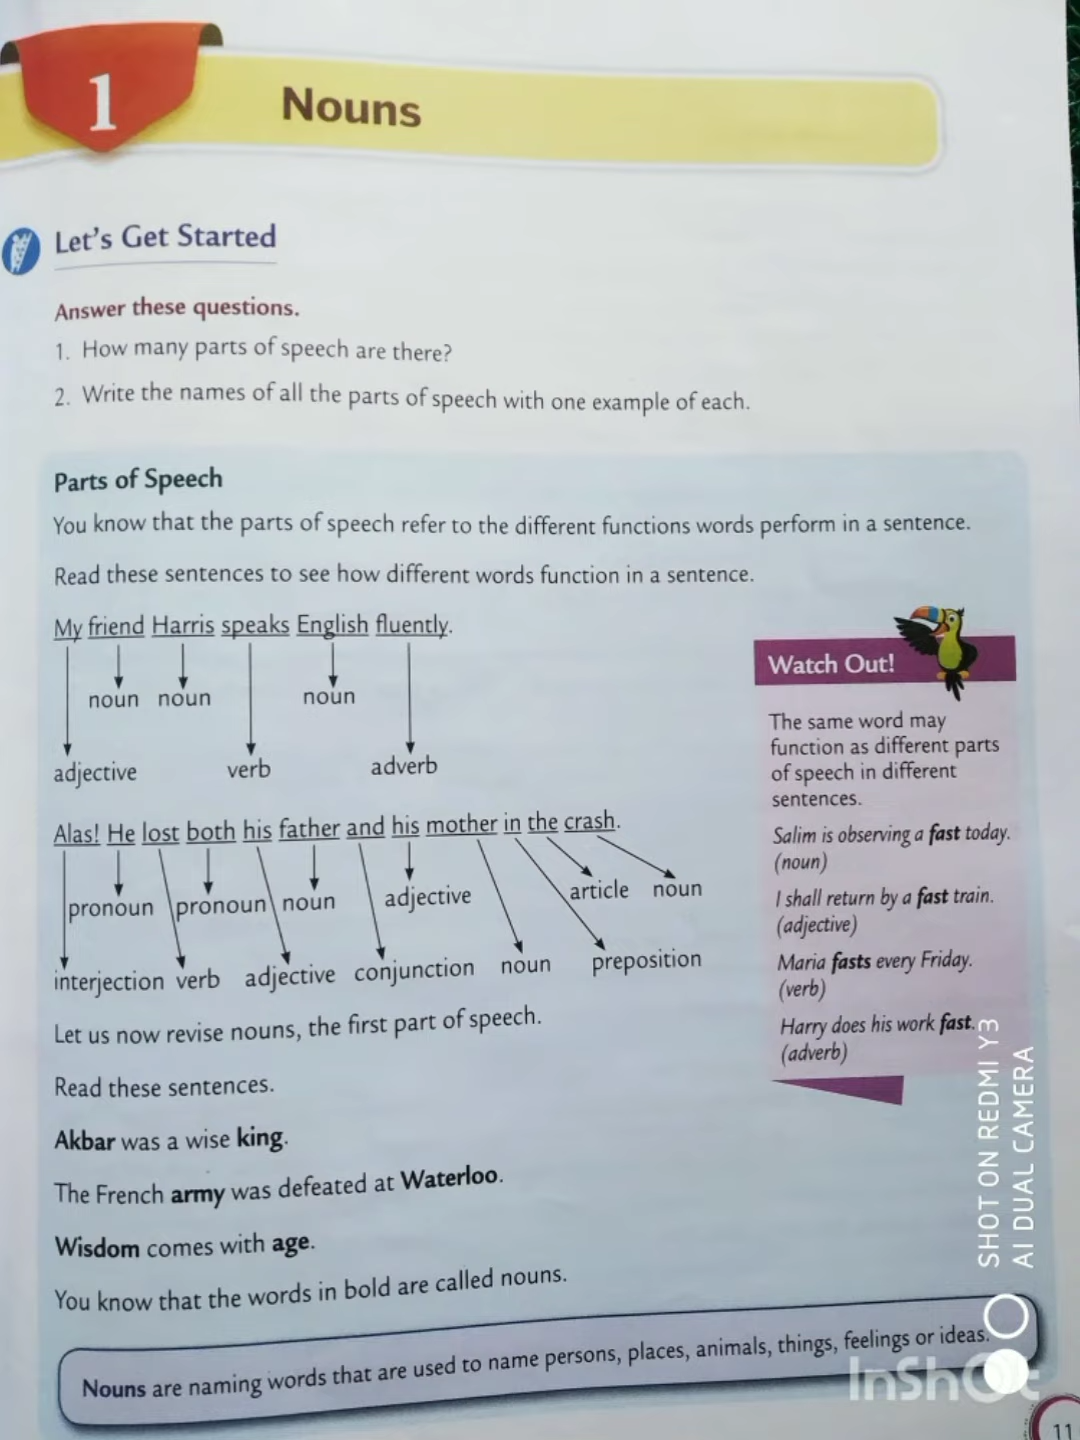 1
Nouns
Let's Get Started
Answer these questions.
1. How many parts of speech are there?
2. Write the names of all the parts of speech with one example of each.
Parts of Speech
You know that the parts of speech refer to the different functions words perform in a sentence.
Read these sentences to see how different words function in a sentence.
My friend Harris speaks English fluently.
noun noun noun
adjective verb adverb
Alas! He lost both his father and his mother in the crash.
pronoun pronoun noun adjective article noun
interjection verb adjective conjunction noun preposition
Let us now revise nouns, the first part of speech.
Read these sentences.
Akbar was a wise king.
The French army was defeated at Waterloo.
Wisdom comes with age.
You know that the words in bold are called nouns.
Nouns are naming words that are used to name persons, places, animals, things, feelings or ideas.
Watch Out!
The same word may
function as different parts
of speech in different
sentences.
Salim is observing a fast today.
(noun)
I shall return by a fast train.
(adjective)
Maria fasts every Friday.
(verb)
Harry does his work fast.
(adverb)
SHOT ON REDMI Y3
AI DUAL CAMERA
InShOt
11